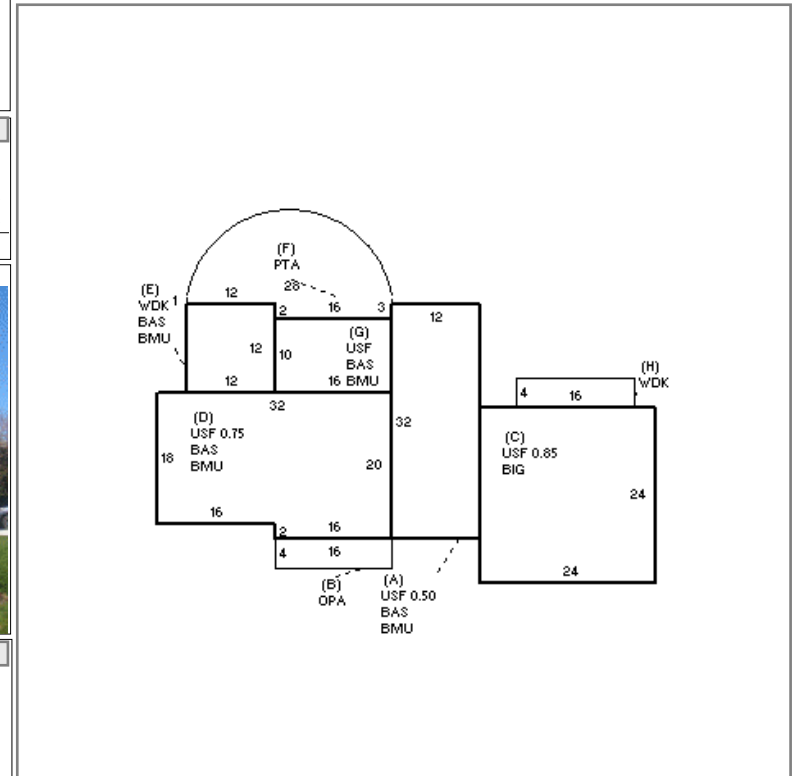 (F)
PTA
28
(E)
WDK
BAS
BMU
1
12
2
16
3
12
(G)
USF
BAS
BMU
12
10
12
16
(H)
WDK
4
16
32
(D)
USF 0.75
BAS
BMU
32
18
20
(C)
USF 0.85
BIG
24
16
2
16
4
16
24
(B)
OPA
(A)
USF 0.50
BAS
BMU